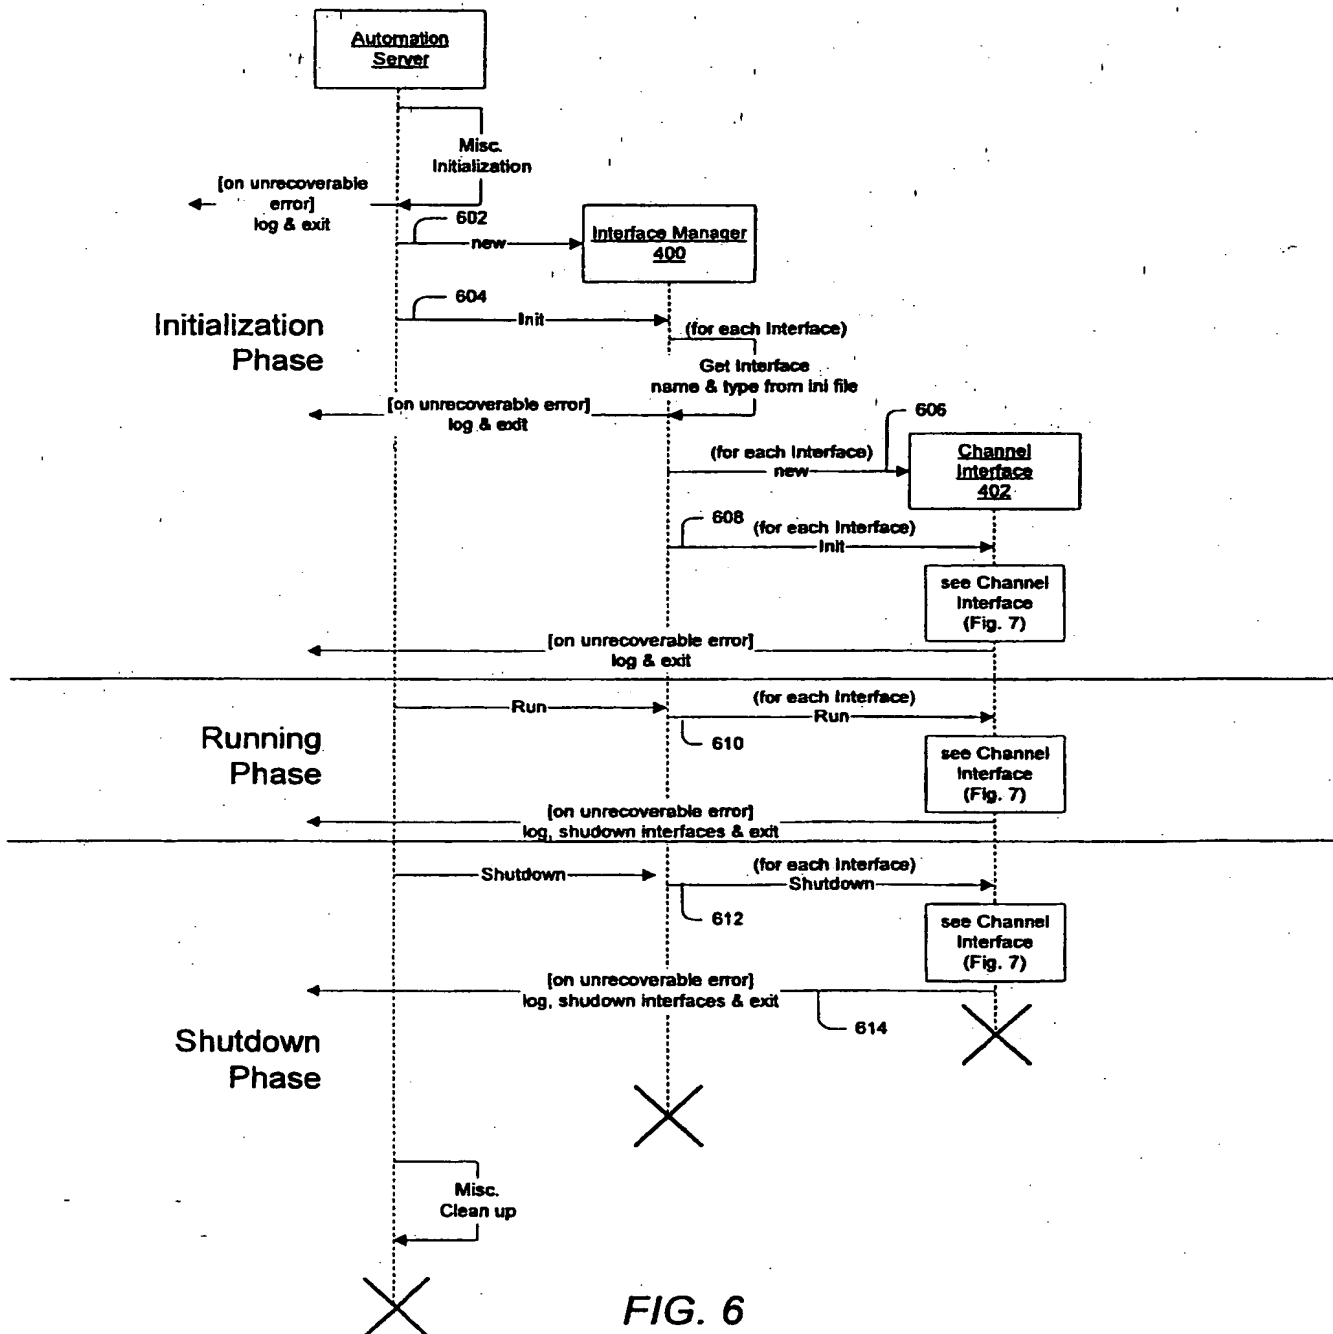 Automation
Server
Misc.
Initialization
[on unrecoverable
error]
log & exit
602
new
Interface Manager
400
604
Init
Initialization
Phase
(for each Interface)
Get Interface
name & type from ini file
[on unrecoverable error]
log & exit
606
(for each Interface)
new
Channel
Interface
402
608
(for each Interface)
Init
see Channel
Interface
(Fig. 7)
[on unrecoverable error]
log & exit
Running
Phase
Run
(for each Interface)
Run
610
see Channel
Interface
(Fig. 7)
[on unrecoverable error]
log, shudown interfaces & exit
Shutdown
(for each Interface)
Shutdown
612
see Channel
Interface
(Fig. 7)
[on unrecoverable error]
log, shudown interfaces & exit
614
Shutdown
Phase
Misc.
Clean up
FIG. 6